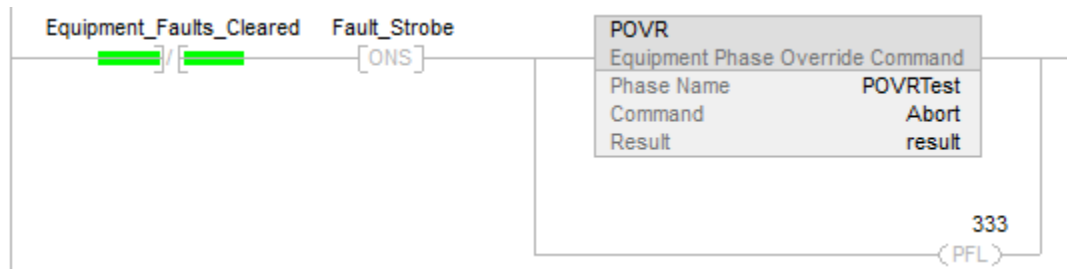 Equipment_Faults_Cleared Fault_Strobe
/ [ONS]
POVR
Equipment Phase Override Command
Phase Name POVRTest
Command Abort
Result result
333
(PFL)